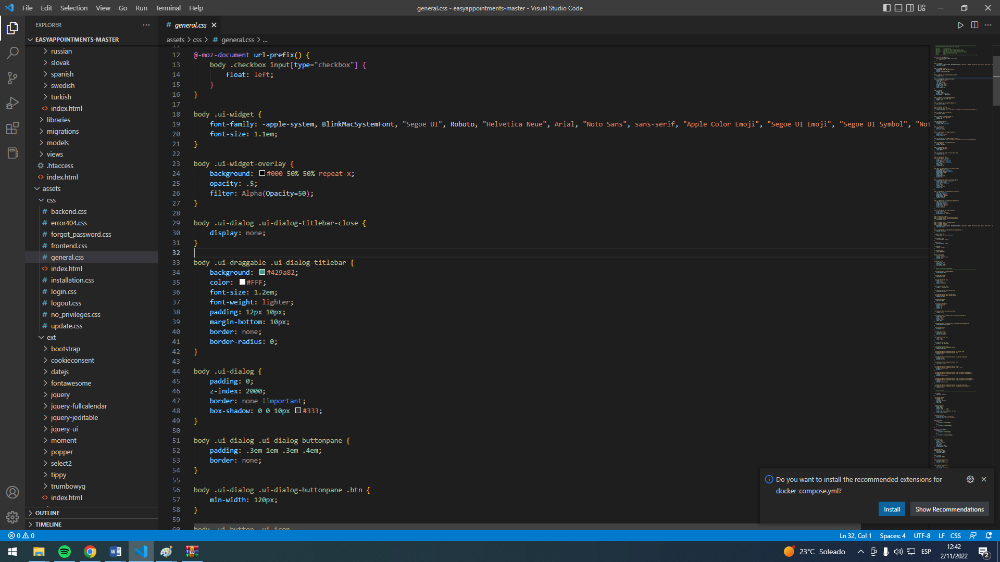 File Edit Selection View Go Run Terminal Help
general.css - easyappointments-master - Visual Studio Code
EXPLORER
EASYAPPOINTMENTS-MASTER
russian
slovak
spanish
swedish
turkish
index.html
libraries
migrations
models
views
.htaccess
index.html
assets
css
backend.css
error404.css
forgot_password.css
frontend.css
general.css
index.html
installation.css
login.css
logout.css
no_privileges.css
update.css
ext
bootstrap
cookieconsent
datejs
fontawesome
jquery
jquery-fullcalendar
jquery-jeditable
jquery-ui
moment
popper
select2
tippy
trumbowyg
index.html
OUTLINE
TIMELINE
# general.css
assets > css > # general.css > ...
11
12 @-moz-document url-prefix() {
13 body .checkbox input[type="checkbox"] {
14 float: left;
15 }
16 }
17
18 body .ui-widget {
19 font-family: -apple-system, BlinkMacSystemFont, "Segoe UI", Roboto, "Helvetica Neue", Arial, "Noto Sans", sans-serif, "Apple Color Emoji", "Segoe UI Emoji", "Segoe UI Symbol", "Not
20 font-size: 1.1em;
21 }
22
23 body .ui-widget-overlay {
24 background: #000 50% 50% repeat-x;
25 opacity: .5;
26 filter: Alpha(Opacity=50);
27 }
28
29 body .ui-dialog .ui-dialog-titlebar-close {
30 display: none;
31 }
32
33 body .ui-draggable .ui-dialog-titlebar {
34 background: #429a82;
35 color: #FFF;
36 font-size: 1.2em;
37 font-weight: lighter;
38 padding: 12px 10px;
39 margin-bottom: 10px;
40 border: none;
41 border-radius: 0;
42 }
43
44 body .ui-dialog {
45 padding: 0;
46 z-index: 2000;
47 border: none !important;
48 box-shadow: 0 0 10px #333;
49 }
50
51 body .ui-dialog .ui-dialog-buttonpane {
52 padding: .3em 1em .3em .4em;
53 border: none;
54 }
55
56 body .ui-dialog .ui-dialog-buttonpane .btn {
57 min-width: 120px;
58 }
59
60 body .ui-button .ui-icon
Do you want to install the recommended extensions for
docker-compose.yml?
Install Show Recommendations
0 0
Ln 32, Col 1 Spaces: 4 UTF-8 LF CSS
23°C Soleado
ESP
12:42
2/11/2022
2